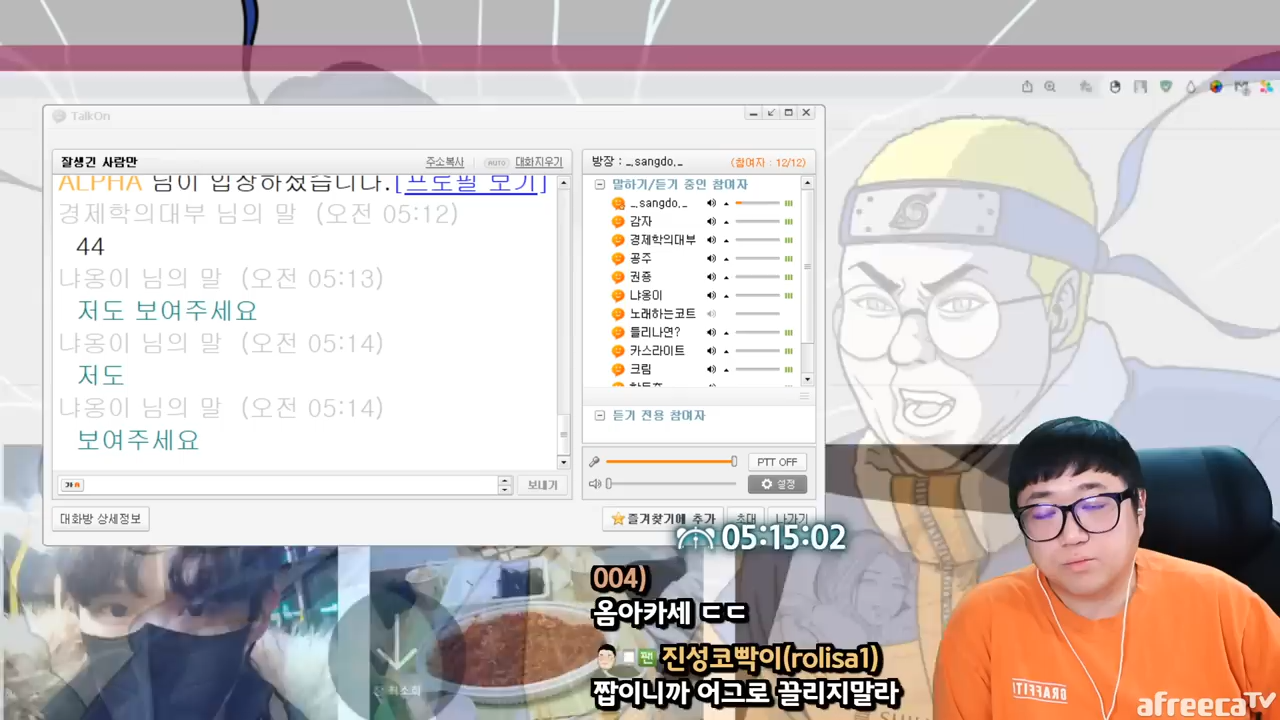 TalkOn
잘생긴 사람만
주소복사
AUTO
대화지우기
ALPHA 님이 입장하셨습니다.[프로필 보기]
경제학의대부 님의 말 (오전 05:12)
44
냐옹이 님의 말 (오전 05:13)
저도 보여주세요
냐옹이 님의 말 (오전 05:14)
저도
냐옹이 님의 말 (오전 05:14)
보여주세요
가
보내기
대화방 상세정보
방장 : _.sangdo._
(참여자 : 12/12)
말하기/듣기 중인 참여자
_.sangdo._
감자
경제학의대부
공주
권죵
냐옹이
노래하는코트
들리나연?
카스라이트
크림
듣기 전용 참여자
PTT OFF
설정
즐겨찾기에 추가
초대
나가기
05:15:02
004)
옴아카세 ㄷㄷ
팬 진성코빡이(rolisa1)
짭이니까 어그로 끌리지말라
취소회
GRAFFITI
afreecaTV